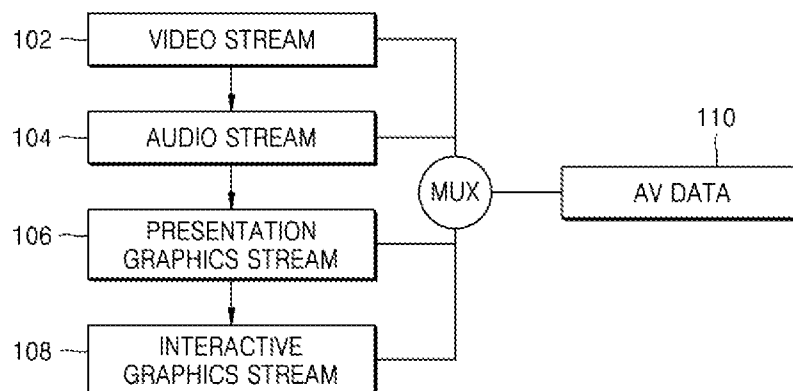 102
VIDEO STREAM
104
AUDIO STREAM
110
MUX
AV DATA
106
PRESENTATION
GRAPHICS STREAM
108
INTERACTIVE
GRAPHICS STREAM